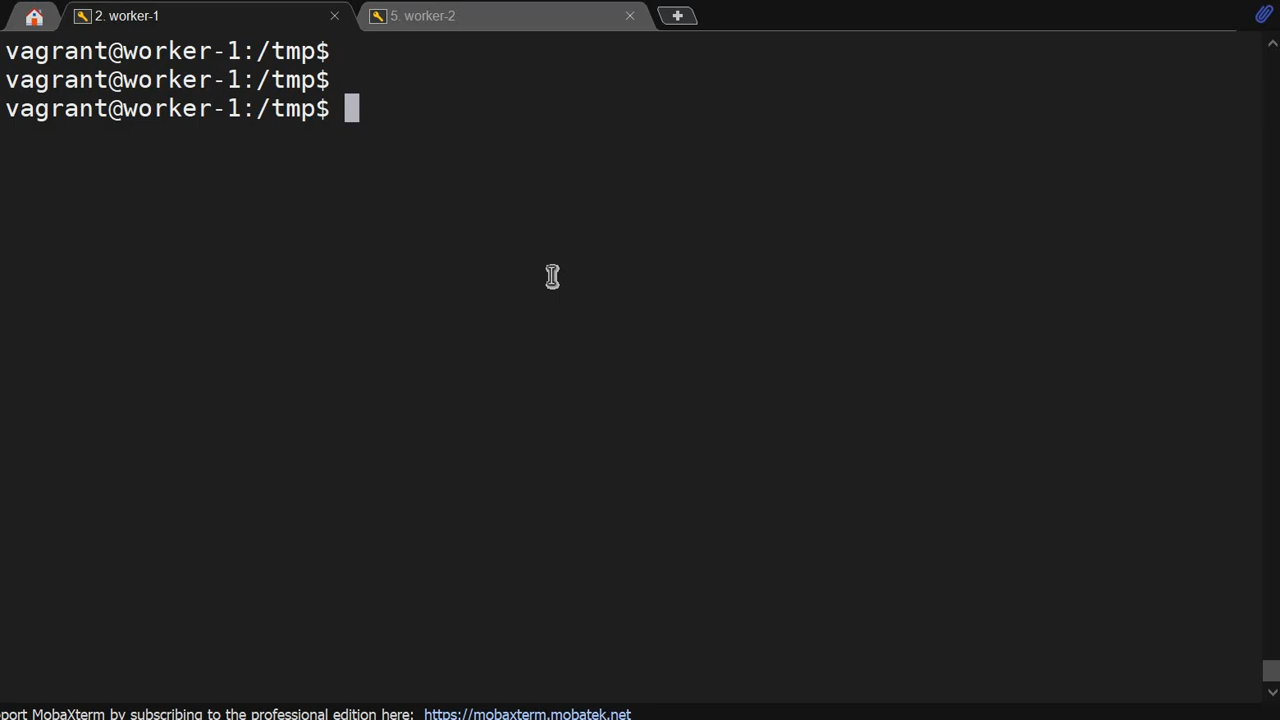 2. worker-1
5. worker-2
vagrant@worker-1:/tmp$
vagrant@worker-1:/tmp$
vagrant@worker-1:/tmp$
port MobaXterm by subscribing to the professional edition here: https://mobaxterm.mobatek.net